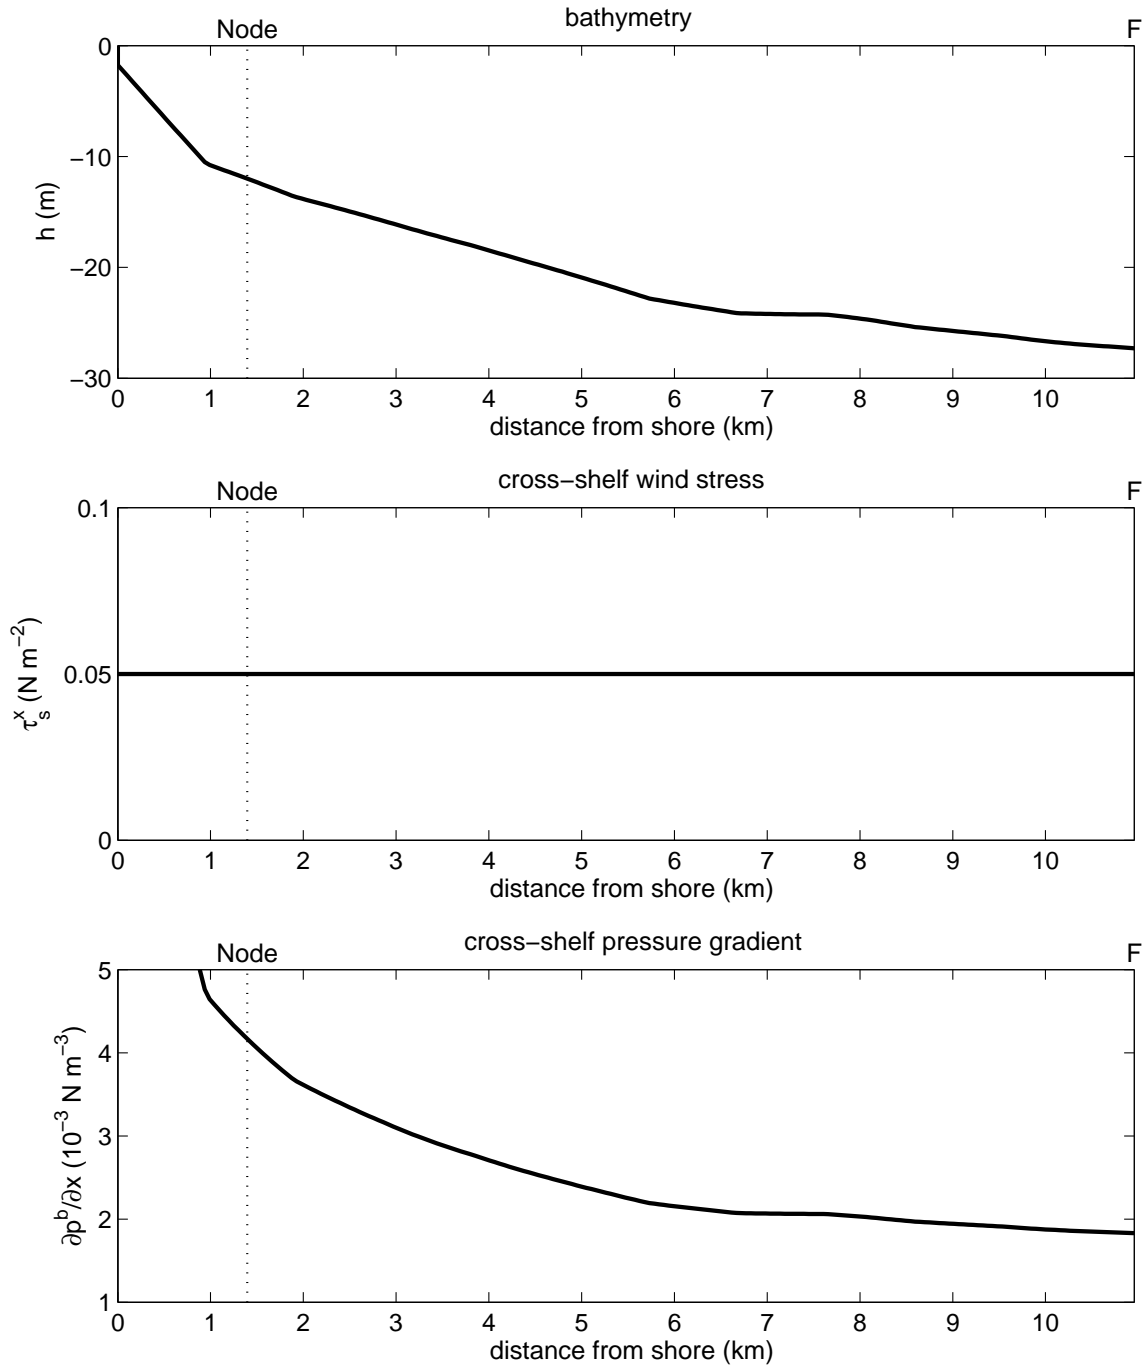 bathymetry
Node
F
0
−10
−20
−30
h (m)
0 1 2 3 4 5 6 7 8 9 10
distance from shore (km)
cross−shelf wind stress
Node
F
0.1
0.05
0
τ_s^x (N m^−2)
0 1 2 3 4 5 6 7 8 9 10
distance from shore (km)
cross−shelf pressure gradient
Node
F
5
4
3
2
1
∂p^b/∂x (10^−3 N m^−3)
0 1 2 3 4 5 6 7 8 9 10
distance from shore (km)